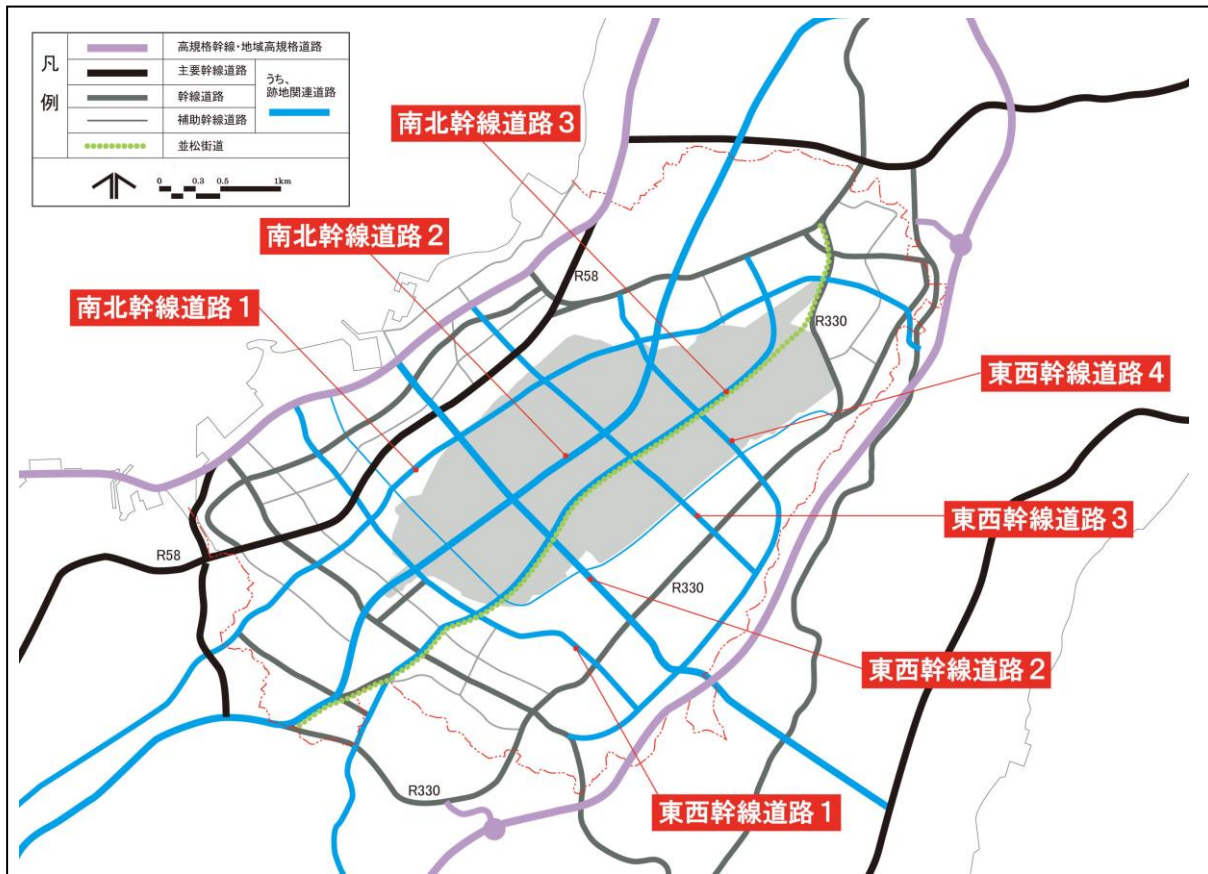 凡例
高規格幹線・地域高規格道路
主要幹線道路
幹線道路
補助幹線道路
並松街道
うち、
跡地関連道路
0 0.3 0.5 1km
南北幹線道路3
南北幹線道路2
南北幹線道路1
R58
R330
東西幹線道路4
東西幹線道路3
R58
R330
東西幹線道路2
R330
東西幹線道路1